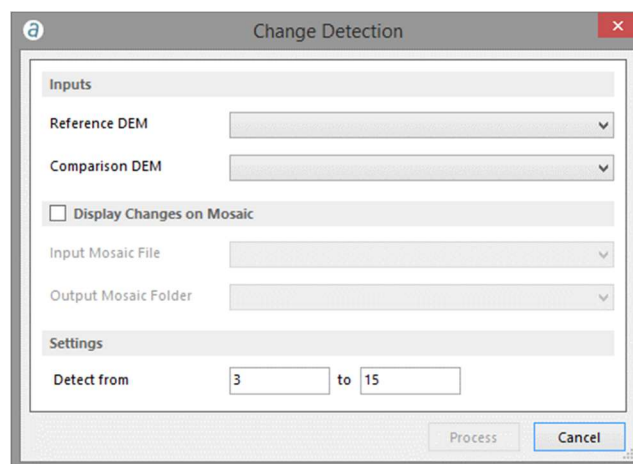 a
Change Detection
Inputs
Reference DEM
Comparison DEM
Display Changes on Mosaic
Input Mosaic File
Output Mosaic Folder
Settings
Detect from 3 to 15
Process Cancel